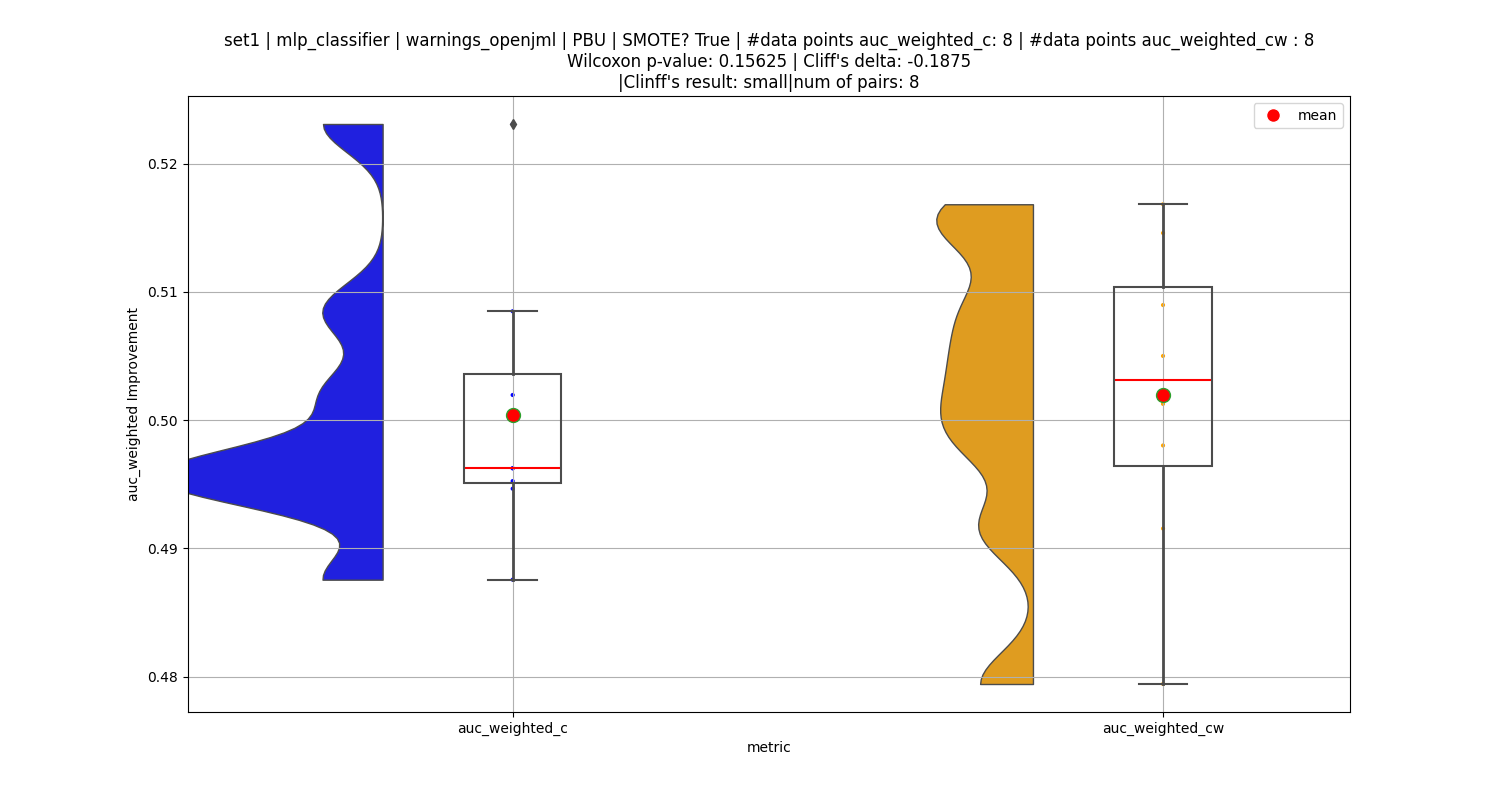 set1 | mlp_classifier | warnings_openjml | PBU | SMOTE? True | #data points auc_weighted_c: 8 | #data points auc_weighted_cw : 8
Wilcoxon p-value: 0.15625 | Cliff's delta: -0.1875
|Clinff's result: small|num of pairs: 8
mean
0.52
0.51
0.50
0.49
0.48
auc_weighted Improvement
auc_weighted_c
auc_weighted_cw
metric